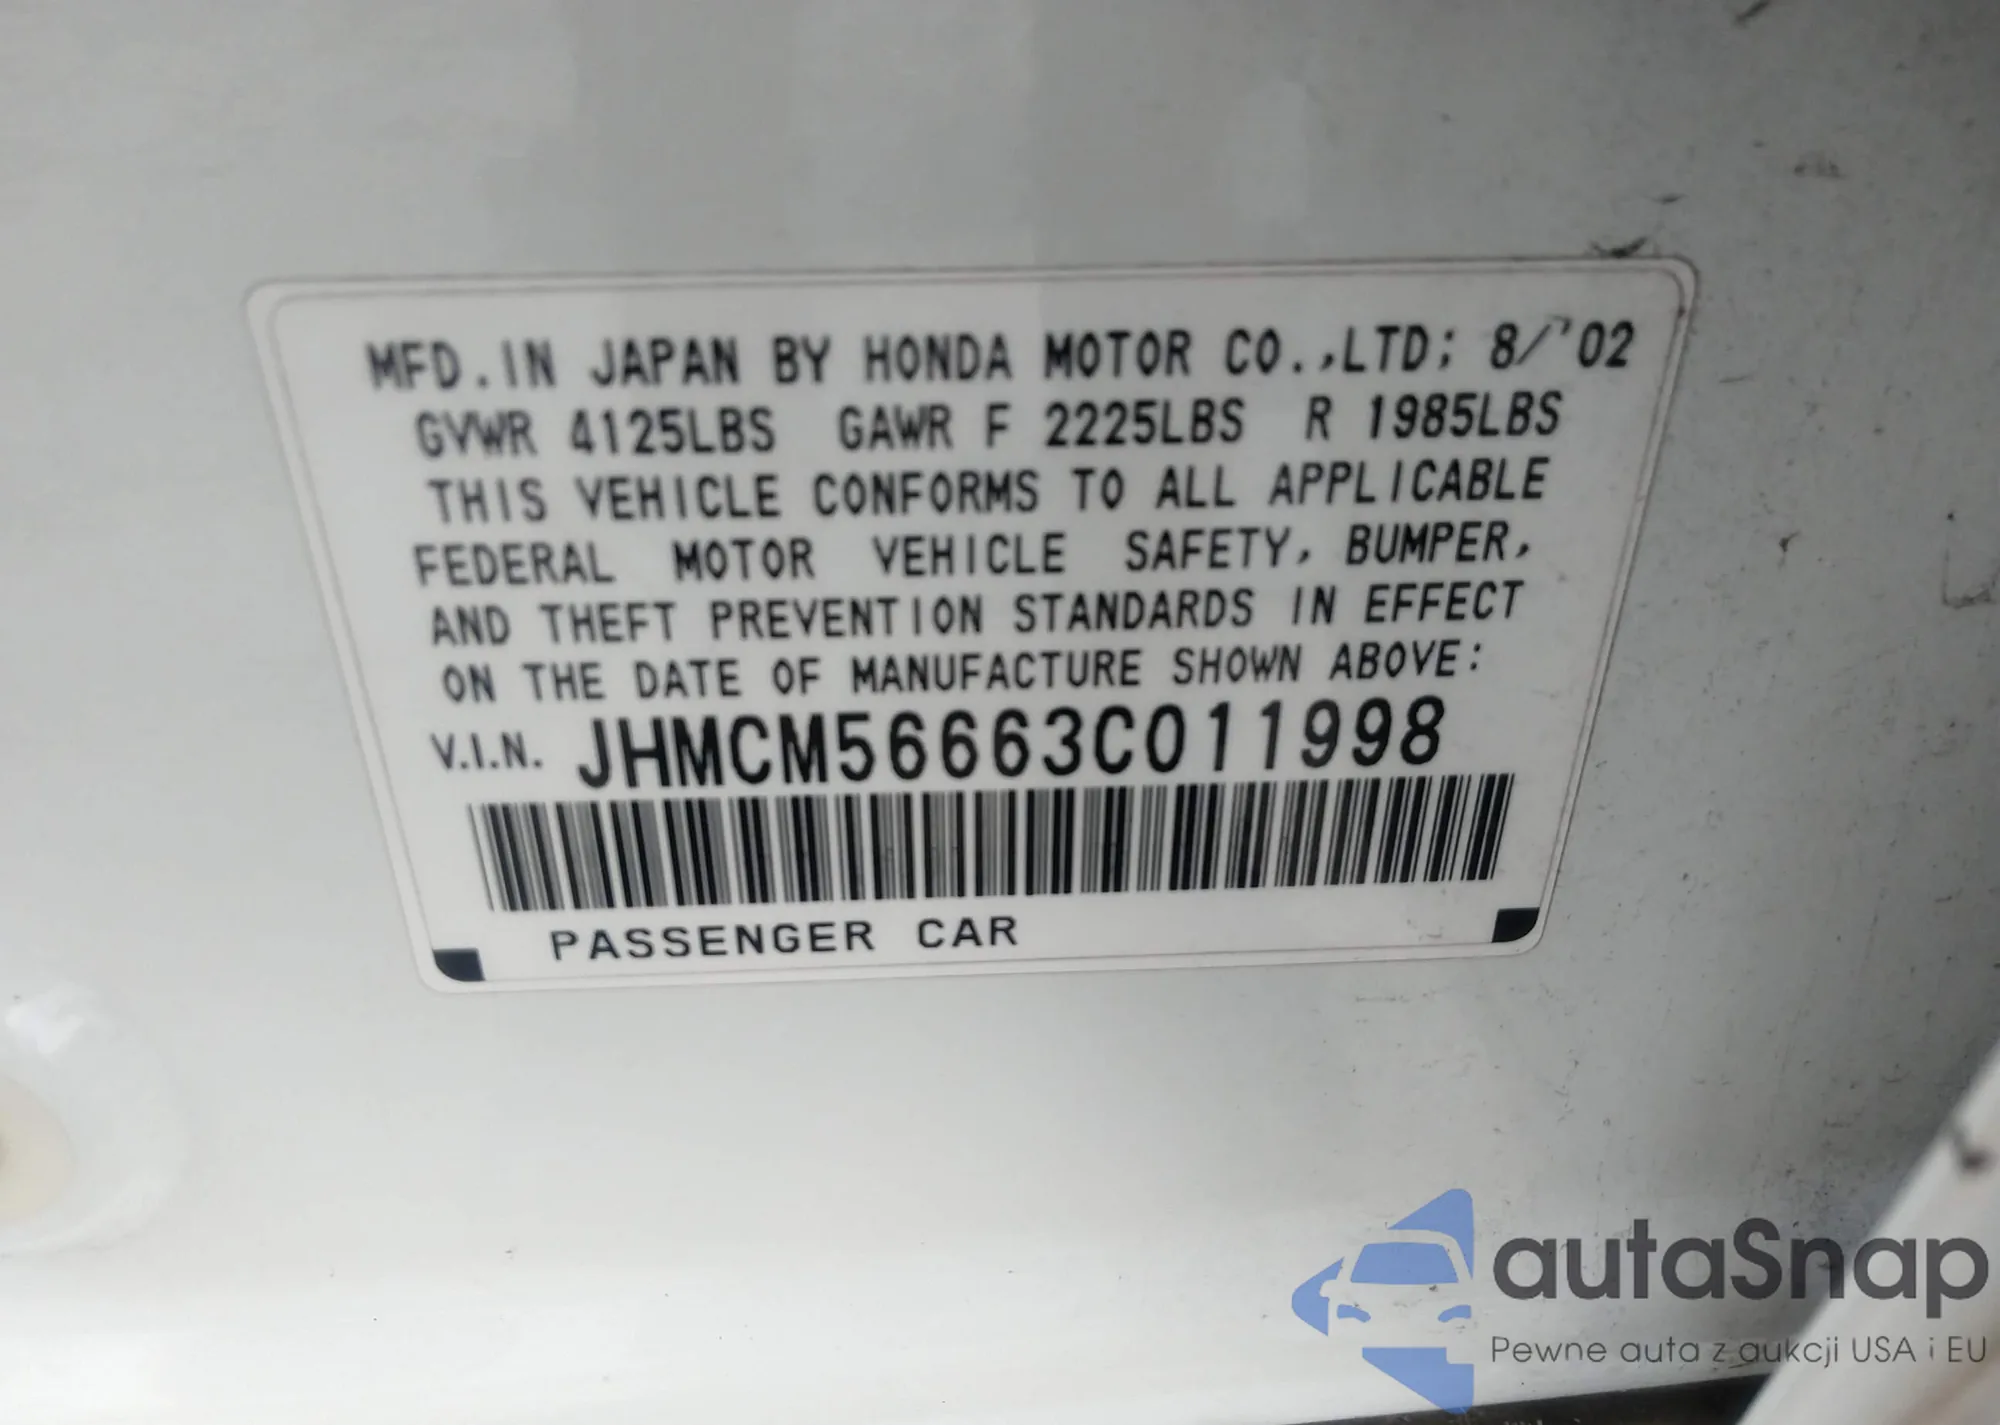 MFD.IN JAPAN BY HONDA MOTOR CO.,LTD; 8/'02
GVWR 4125LBS GAWR F 2225LBS R 1985LBS
THIS VEHICLE CONFORMS TO ALL APPLICABLE
FEDERAL MOTOR VEHICLE SAFETY, BUMPER,
AND THEFT PREVENTION STANDARDS IN EFFECT
ON THE DATE OF MANUFACTURE SHOWN ABOVE:
V.I.N. JHMCM56663C011998
PASSENGER CAR
autaSnap
Pewne auta z aukcji USA i EU